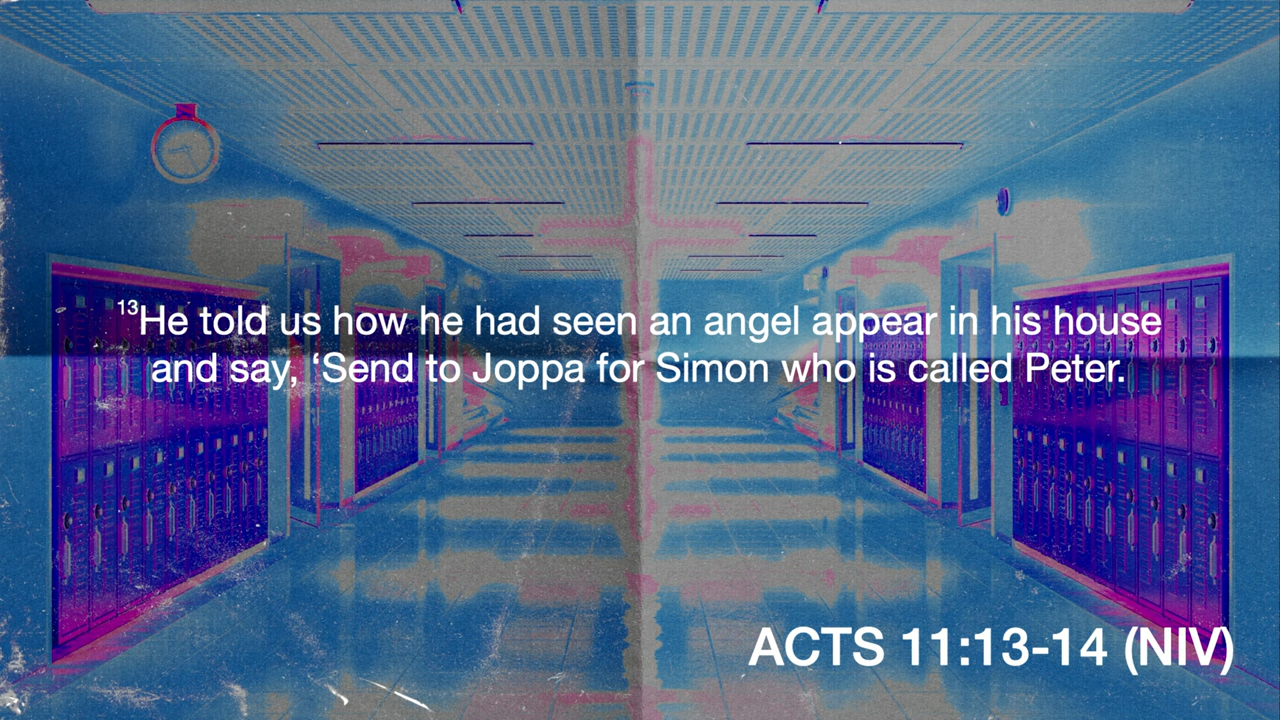 ¹³He told us how he had seen an angel appear in his house
and say, ‘Send to Joppa for Simon who is called Peter.
ACTS 11:13-14 (NIV)